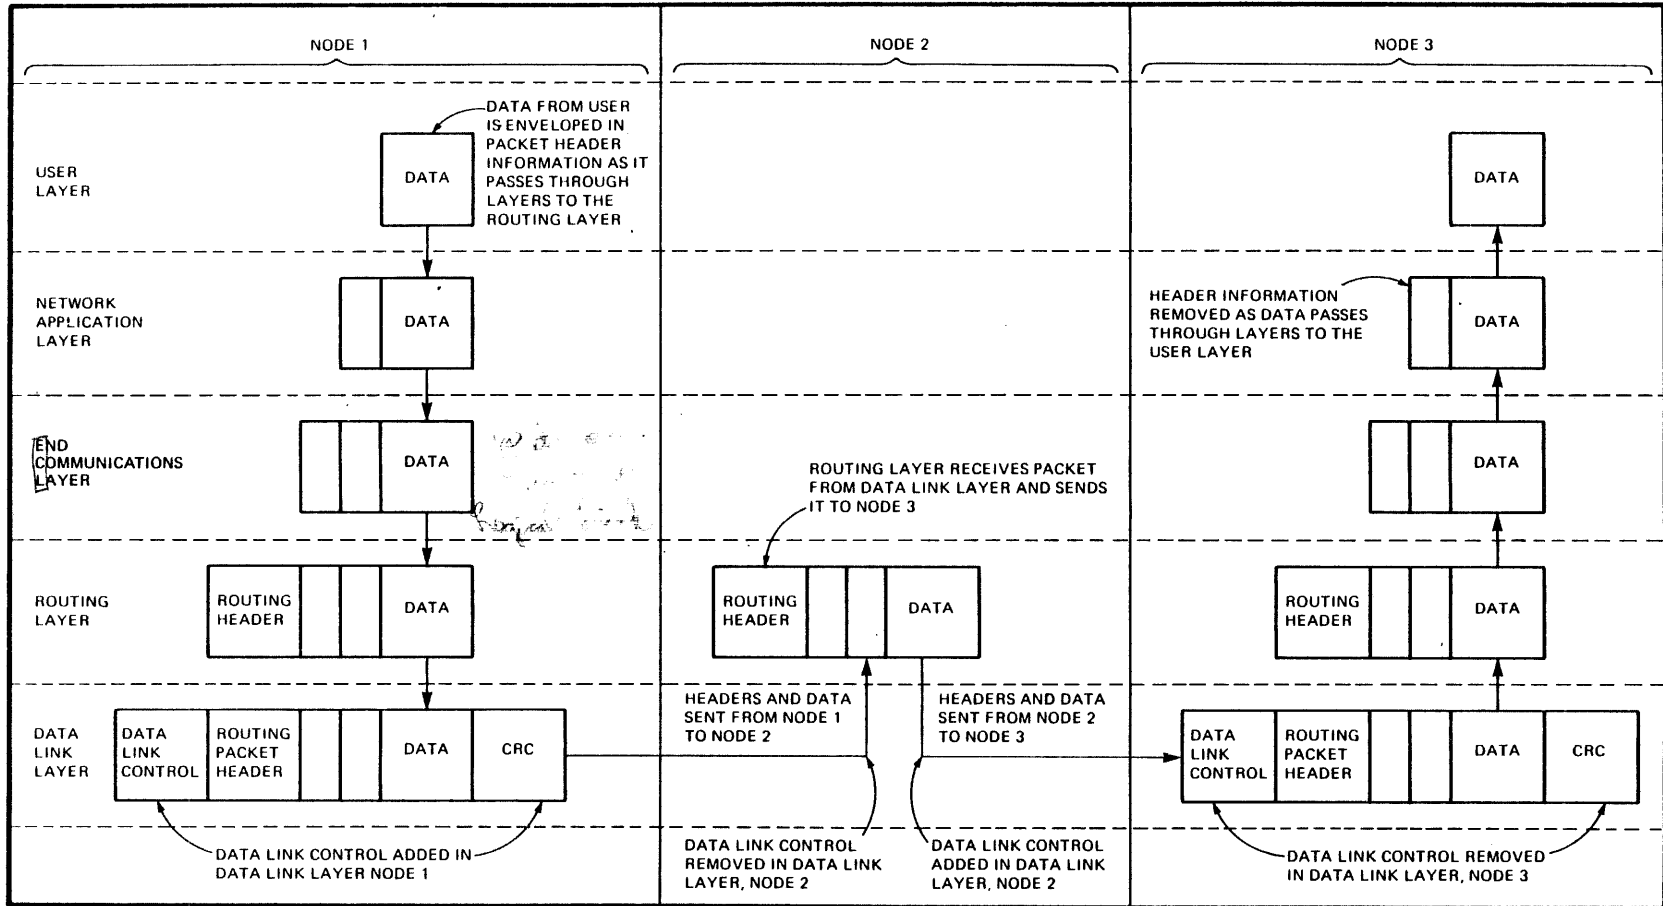 NODE 1
NODE 2
NODE 3
USER
LAYER
DATA
DATA FROM USER
IS ENVELOPED IN
PACKET HEADER
INFORMATION AS IT
PASSES THROUGH
LAYERS TO THE
ROUTING LAYER
DATA
NETWORK
APPLICATION
LAYER
DATA
HEADER INFORMATION
REMOVED AS DATA PASSES
THROUGH LAYERS TO THE
USER LAYER
DATA
END
COMMUNICATIONS
LAYER
DATA
ROUTING LAYER RECEIVES PACKET
FROM DATA LINK LAYER AND SENDS
IT TO NODE 3
DATA
ROUTING
LAYER
ROUTING
HEADER
DATA
ROUTING
HEADER
DATA
ROUTING
HEADER
DATA
DATA
LINK
LAYER
DATA
LINK
CONTROL
ROUTING
PACKET
HEADER
DATA
CRC
HEADERS AND DATA
SENT FROM NODE 1
TO NODE 2
HEADERS AND DATA
SENT FROM NODE 2
TO NODE 3
DATA
LINK
CONTROL
ROUTING
PACKET
HEADER
DATA
CRC
DATA LINK CONTROL ADDED IN
DATA LINK LAYER NODE 1
DATA LINK CONTROL
REMOVED IN DATA LINK
LAYER, NODE 2
DATA LINK CONTROL
ADDED IN DATA LINK
LAYER, NODE 2
DATA LINK CONTROL REMOVED
IN DATA LINK LAYER, NODE 3